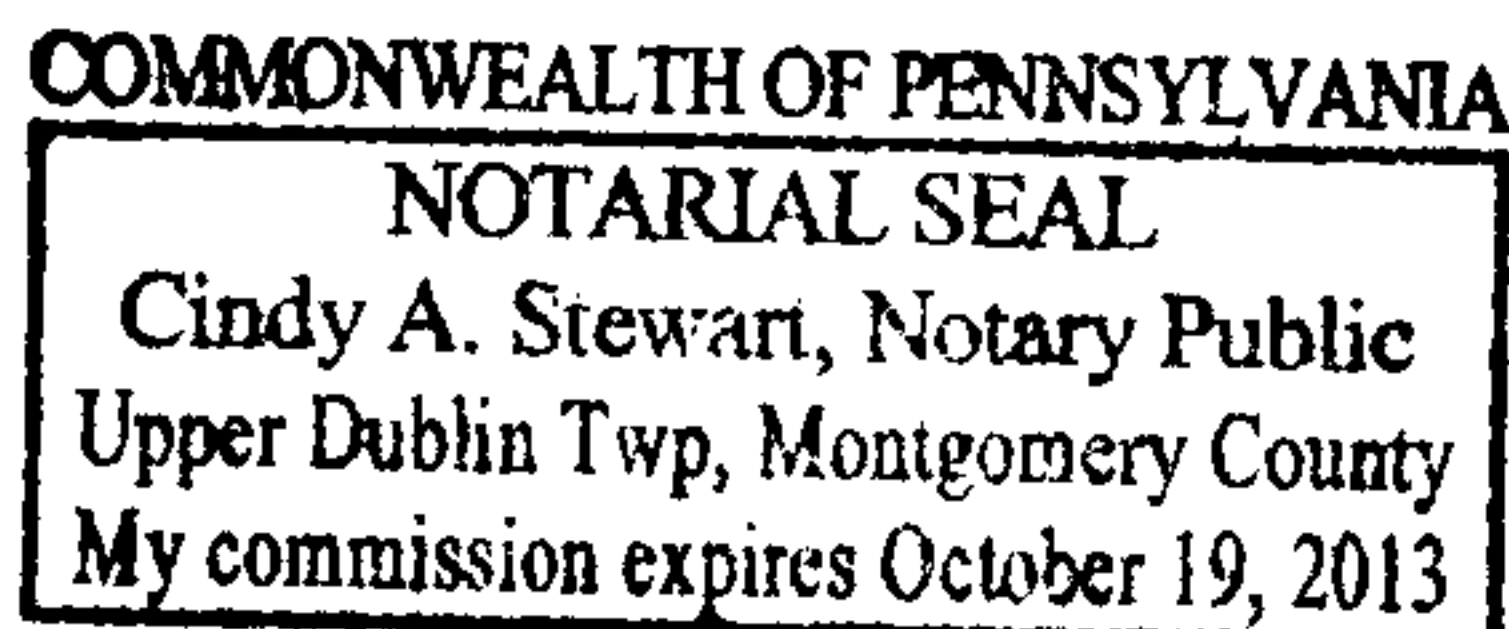 COMMONWEALTH OF PENNSYLVANIA
NOTARIAL SEAL
Cindy A. Stewart, Notary Public
Upper Dublin Twp, Montgomery County
My commission expires October 19, 2013